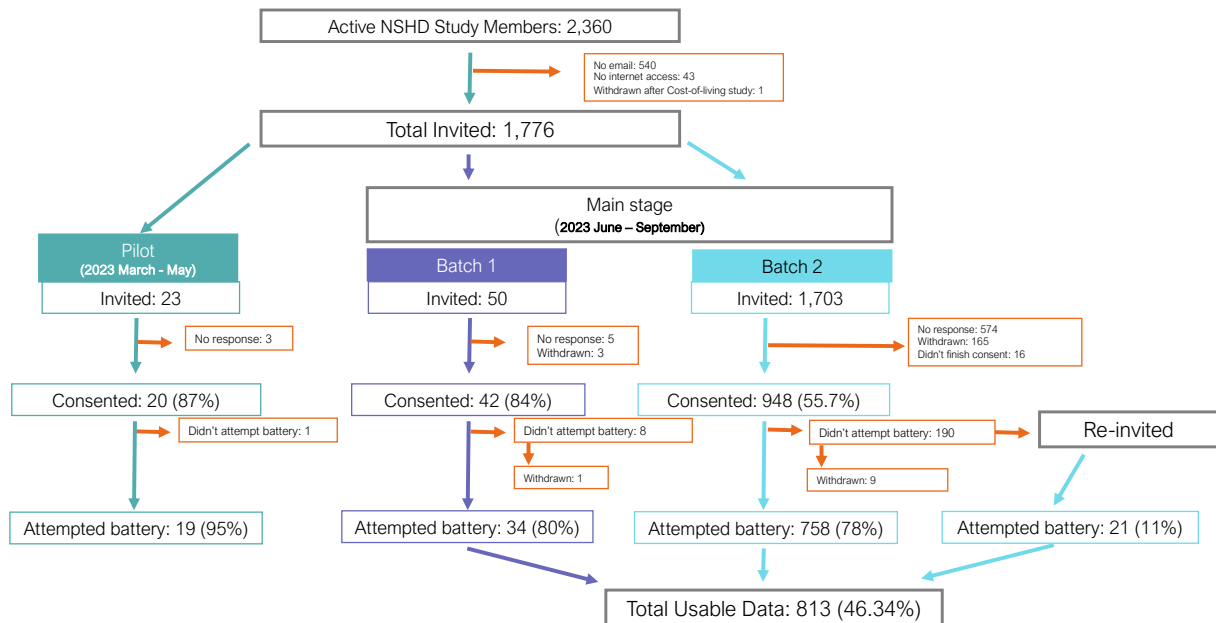 Active NSHD Study Members: 2,360
No email: 540
No internet access: 43
Withdrawn after Cost-of-living study: 1
Total Invited: 1,776
Main stage
(2023 June – September)
Pilot
(2023 March - May)
Invited: 23
Batch 1
Invited: 50
Batch 2
Invited: 1,703
No response: 3
No response: 5
Withdrawn: 3
No response: 574
Withdrawn: 165
Didn't finish consent: 16
Consented: 20 (87%)
Consented: 42 (84%)
Consented: 948 (55.7%)
Didn't attempt battery: 1
Didn't attempt battery: 8
Withdrawn: 1
Didn't attempt battery: 190
Withdrawn: 9
Re-invited
Attempted battery: 19 (95%)
Attempted battery: 34 (80%)
Attempted battery: 758 (78%)
Attempted battery: 21 (11%)
Total Usable Data: 813 (46.34%)